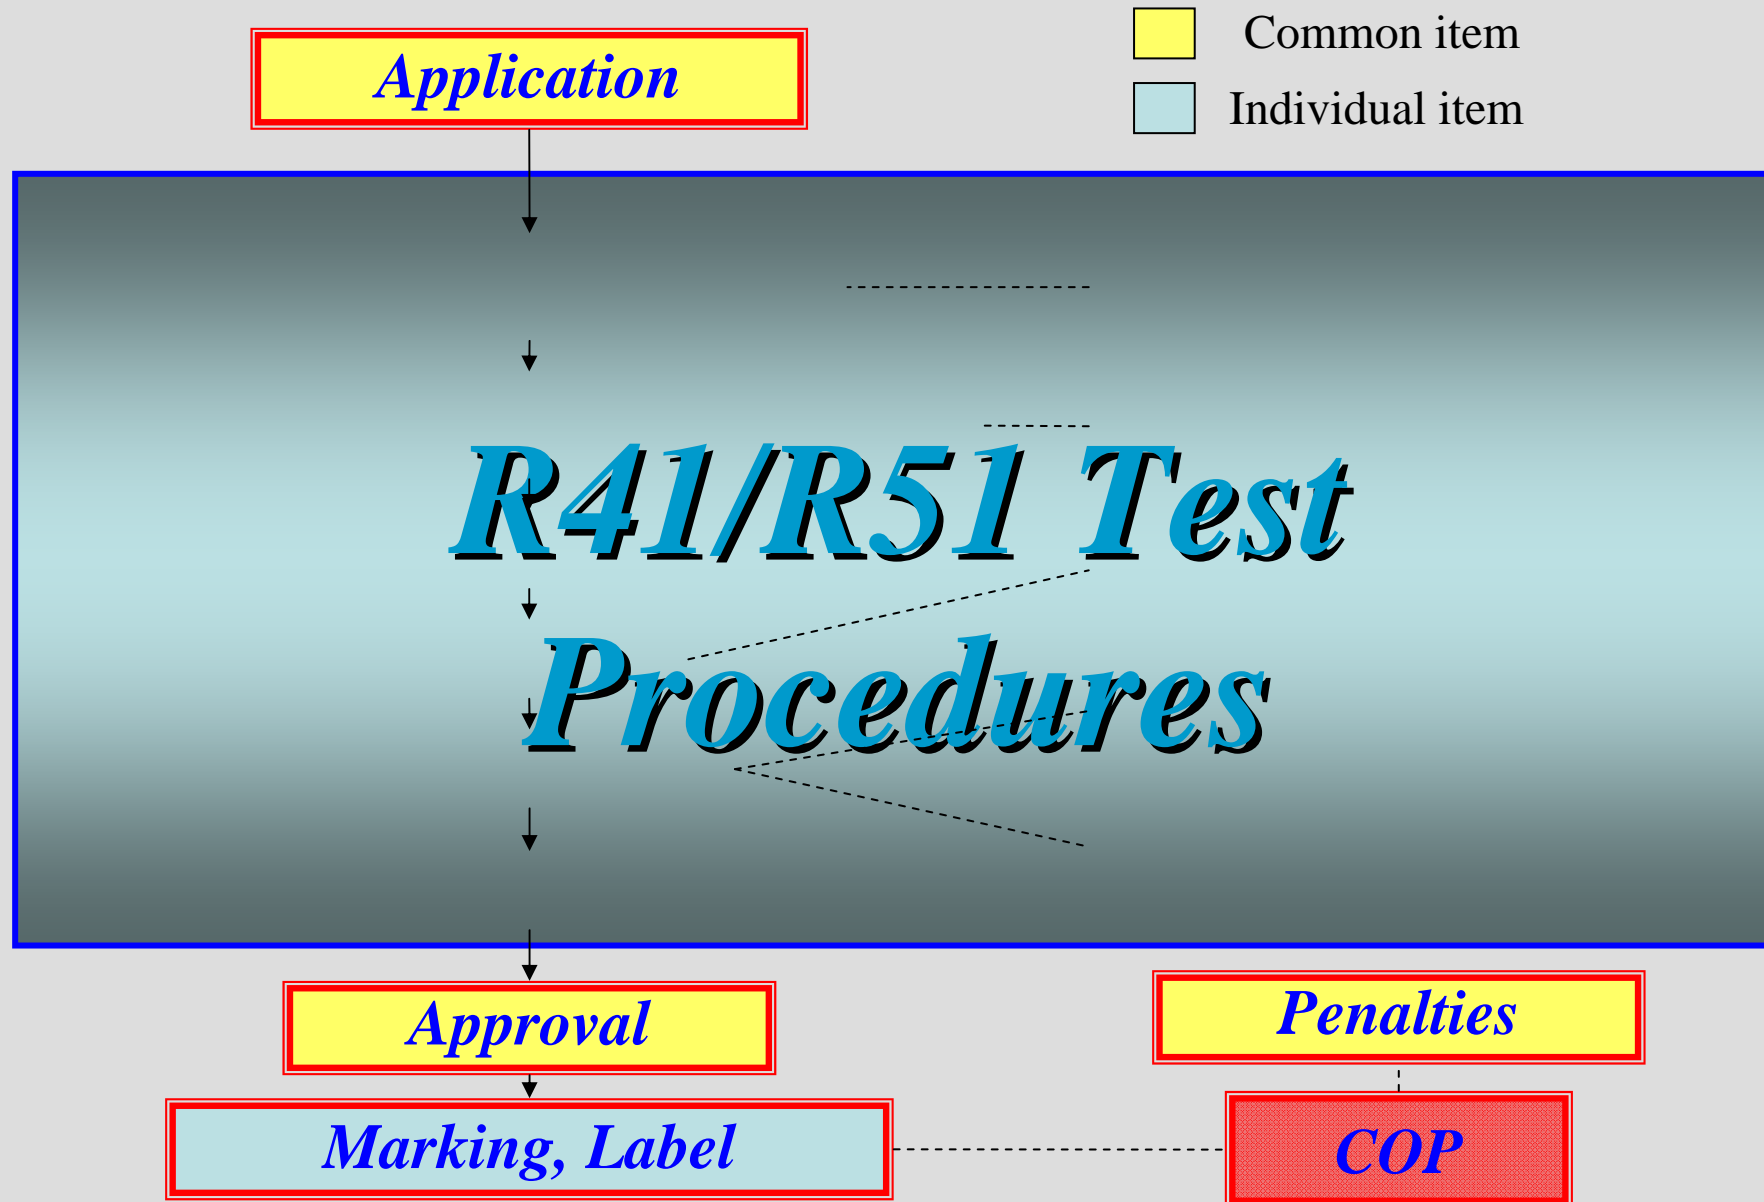 Common item
Application
Individual item
R41/R51 Test
Procedures
Approval
Penalties
Marking, Label
COP